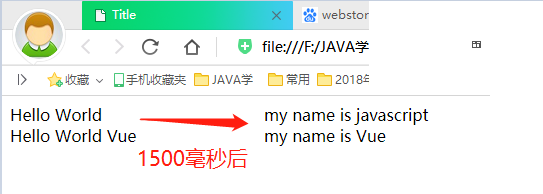 Title
webstor
file:///F:/JAVA学
收藏
手机收藏夹
JAVA学
常用
2018年
Hello World
my name is javascript
Hello World Vue
my name is Vue
1500毫秒后